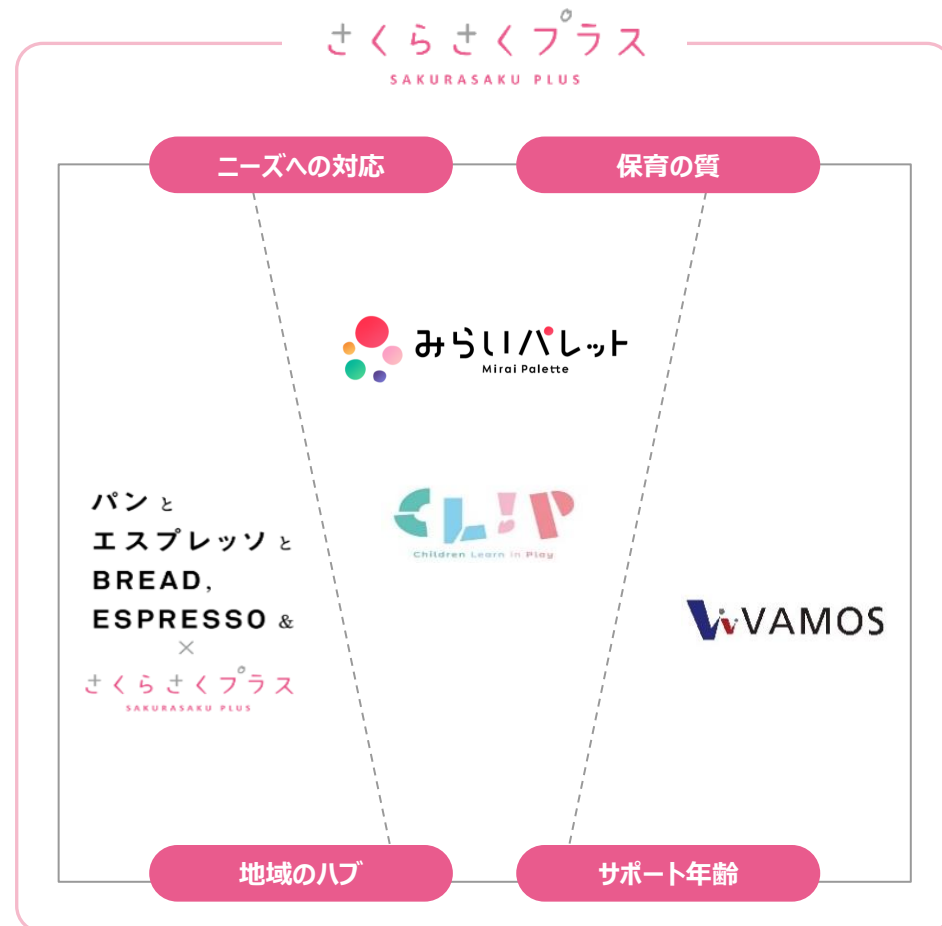 さくらさくプラス
SAKURASAKU PLUS
ニーズへの対応
保育の質
みらいパレット
Mirai Palette
CLIP
Children Learn in Play
パンと
エスプレッソと
BREAD,
ESPRESSO &
×
さくらさくプラス
SAKURASAKU PLUS
VAMOS
地域のハブ
サポート年齢